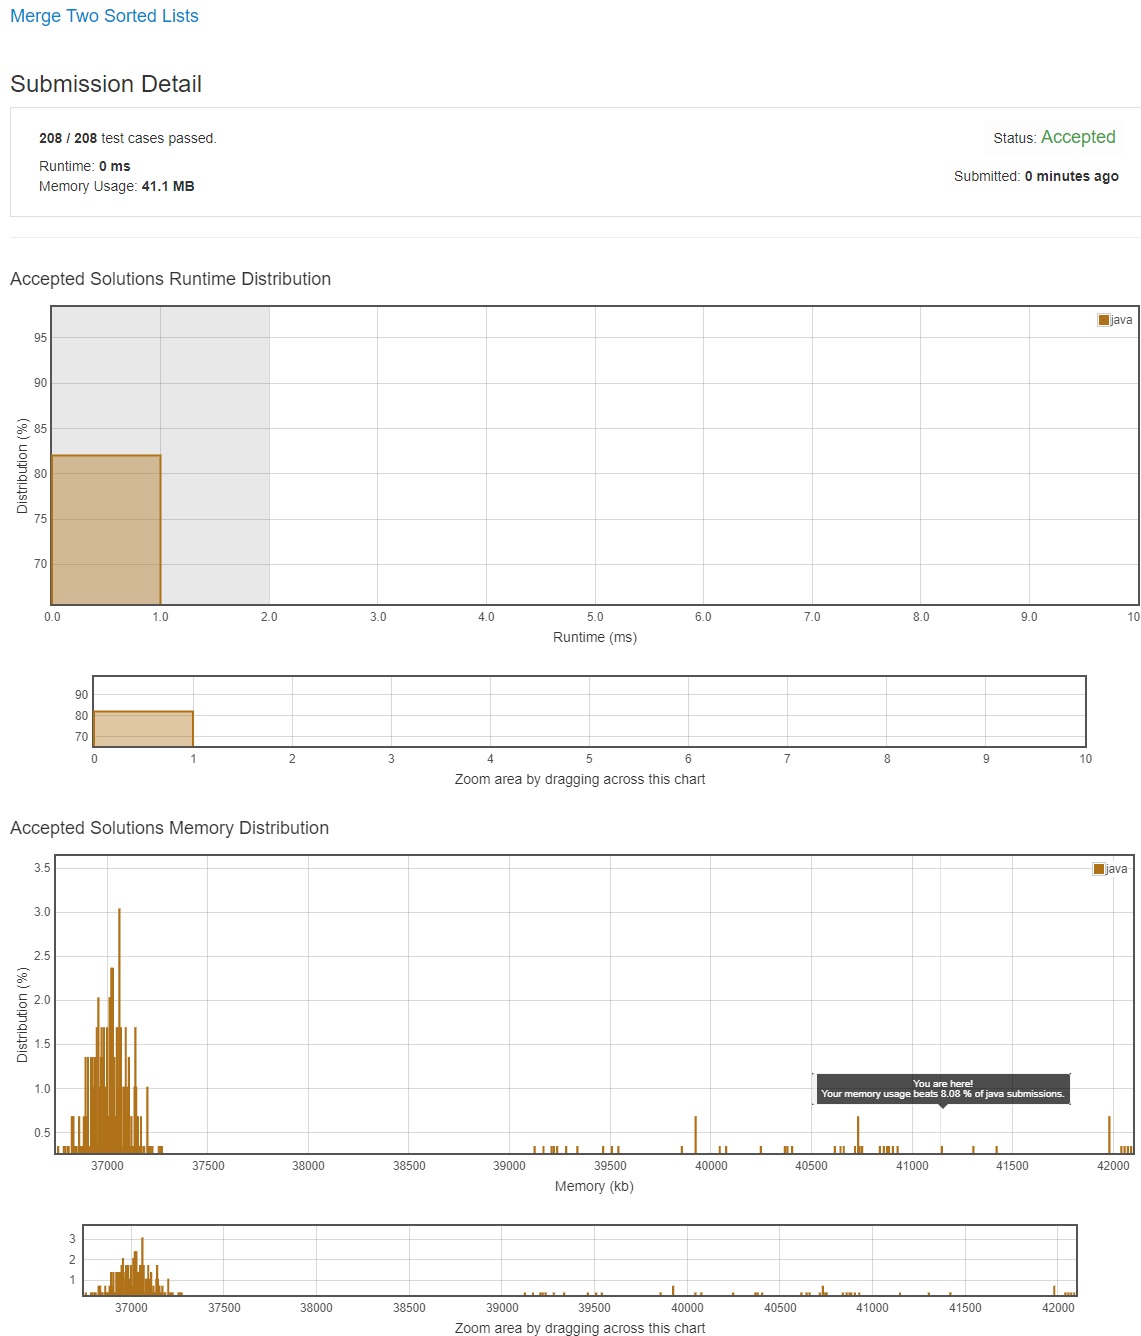 Merge Two Sorted Lists
Submission Detail
208 / 208 test cases passed.
Status: Accepted
Runtime: 0 ms
Memory Usage: 41.1 MB
Submitted: 0 minutes ago
Accepted Solutions Runtime Distribution
java
95
90
85
80
75
70
Distribution (%)
0.0 1.0 2.0 3.0 4.0 5.0 6.0 7.0 8.0 9.0 10
Runtime (ms)
90
80
70
0 1 2 3 4 5 6 7 8 9 10
Zoom area by dragging across this chart
Accepted Solutions Memory Distribution
java
3.5
3.0
2.5
2.0
1.5
1.0
0.5
Distribution (%)
You are here!
Your memory usage beats 8.08 % of java submissions.
37000 37500 38000 38500 39000 39500 40000 40500 41000 41500 42000
Memory (kb)
3
2
1
37000 37500 38000 38500 39000 39500 40000 40500 41000 41500 42000
Zoom area by dragging across this chart